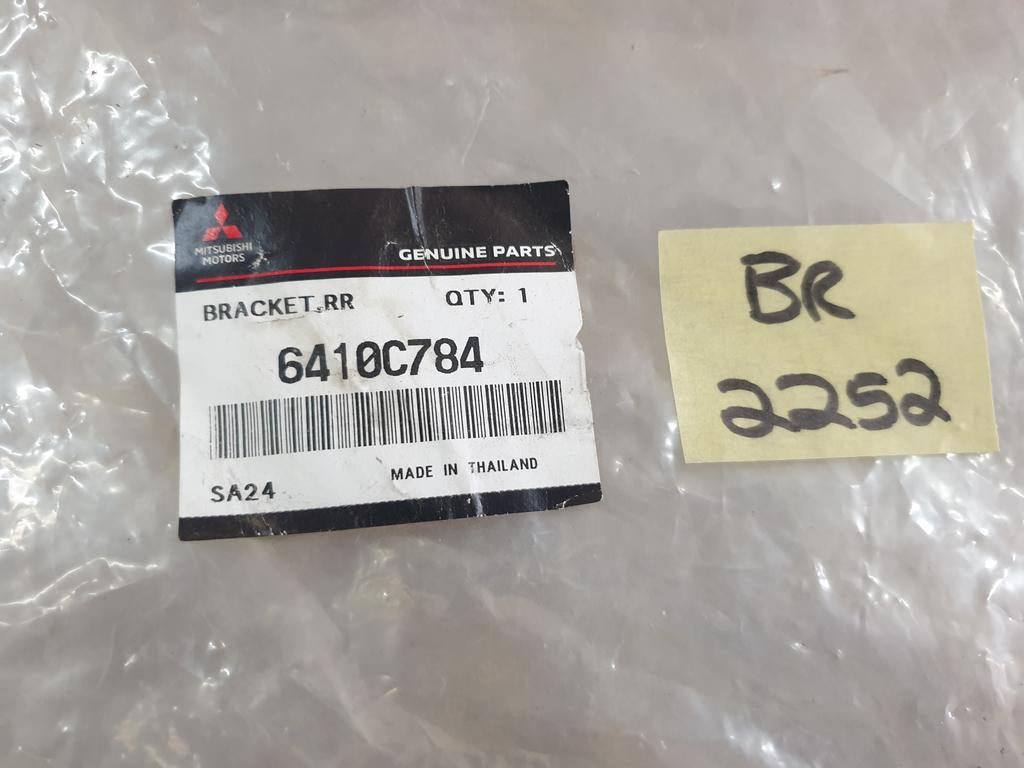 MITSUBISHI
MOTORS
GENUINE PARTS
BRACKET,RR QTY: 1
6410C784
MADE IN THAILAND
SA24
BR
2252